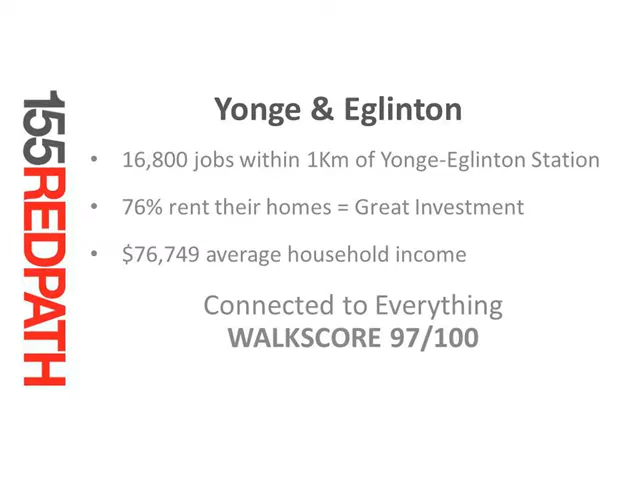 155REDPATH
Yonge & Eglinton
• 16,800 jobs within 1Km of Yonge-Eglinton Station
• 76% rent their homes = Great Investment
• $76,749 average household income
Connected to Everything
WALKSCORE 97/100